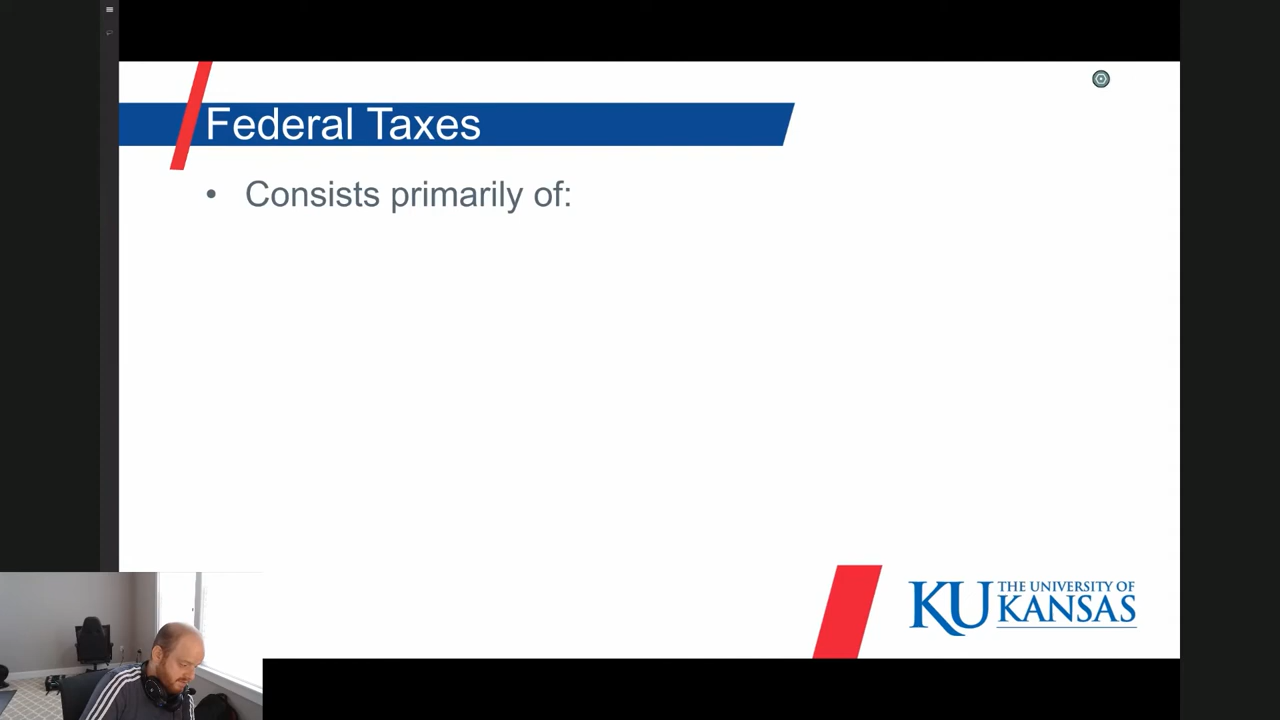 Federal Taxes
• Consists primarily of:
KU THE UNIVERSITY OF
KANSAS